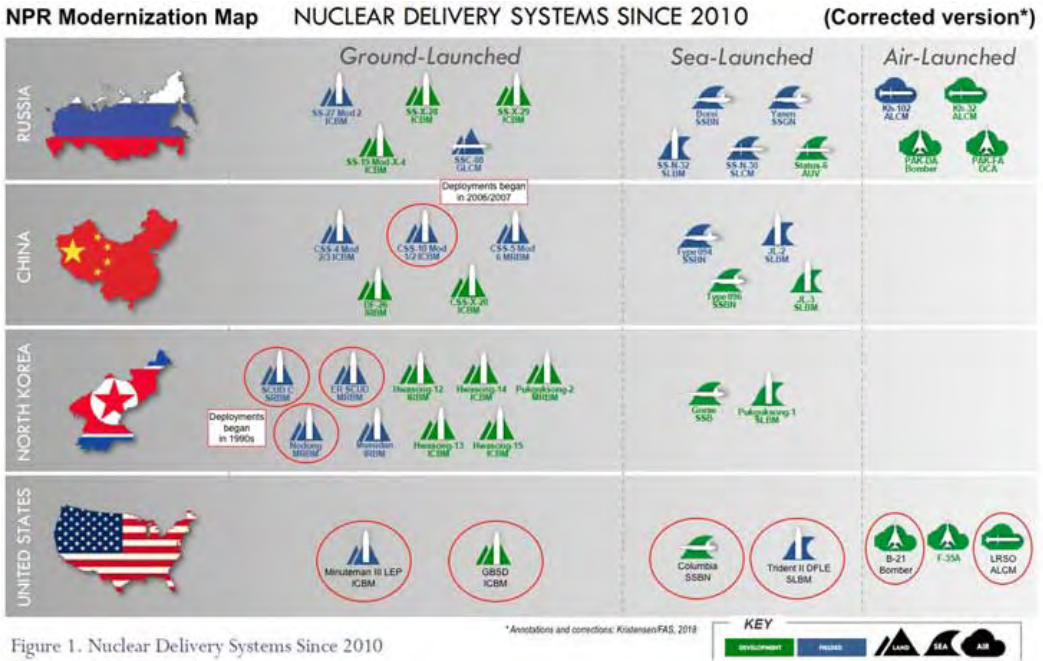 NPR Modernization Map NUCLEAR DELIVERY SYSTEMS SINCE 2010 (Corrected version*)
Ground-Launched Sea-Launched Air-Launched
RUSSIA
SS-27 Mod 2
ICBM
SS-X-28
ICBM
SS-X-29
ICBM
SS-19 Mod-X-4
ICBM
SSC-08
GLCM
Borei
SSBN
Yasen
SSGN
SS-N-32
SLBM
SS-N-30
SLCM
Status-6
AUV
Kh-102
ALCM
Kh-32
ALCM
PAK-DA
Bomber
PAK-FA
DCA
CHINA
Deployments began
in 2006/2007
CSS-4 Mod
2/3 ICBM
CSS-10 Mod
1/2 ICBM
CSS-5 Mod
6 MRBM
DF-26
IRBM
CSS-X-20
ICBM
Type 094
SSBN
JL-2
SLBM
Type 096
SSBN
JL-3
SLBM
NORTH KOREA
SCUD C
SRBM
ER SCUD
MRBM
Hwasong-12
IRBM
Hwasong-14
ICBM
Pukguksong-2
MRBM
Deployments
began
in 1990s
Nodong
MRBM
Musudan
IRBM
Hwasong-13
ICBM
Hwasong-15
ICBM
Gorae
SSB
Pukguksong-1
SLBM
UNITED STATES
Minuteman III LEP
ICBM
GBSD
ICBM
Columbia
SSBN
Trident II DFLE
SLBM
B-21
Bomber
F-35A
LRSO
ALCM
* Annotations and corrections: Kristensen/FAS, 2018
KEY
DEVELOPMENT FIELDED LAND SEA AIR
Figure 1. Nuclear Delivery Systems Since 2010